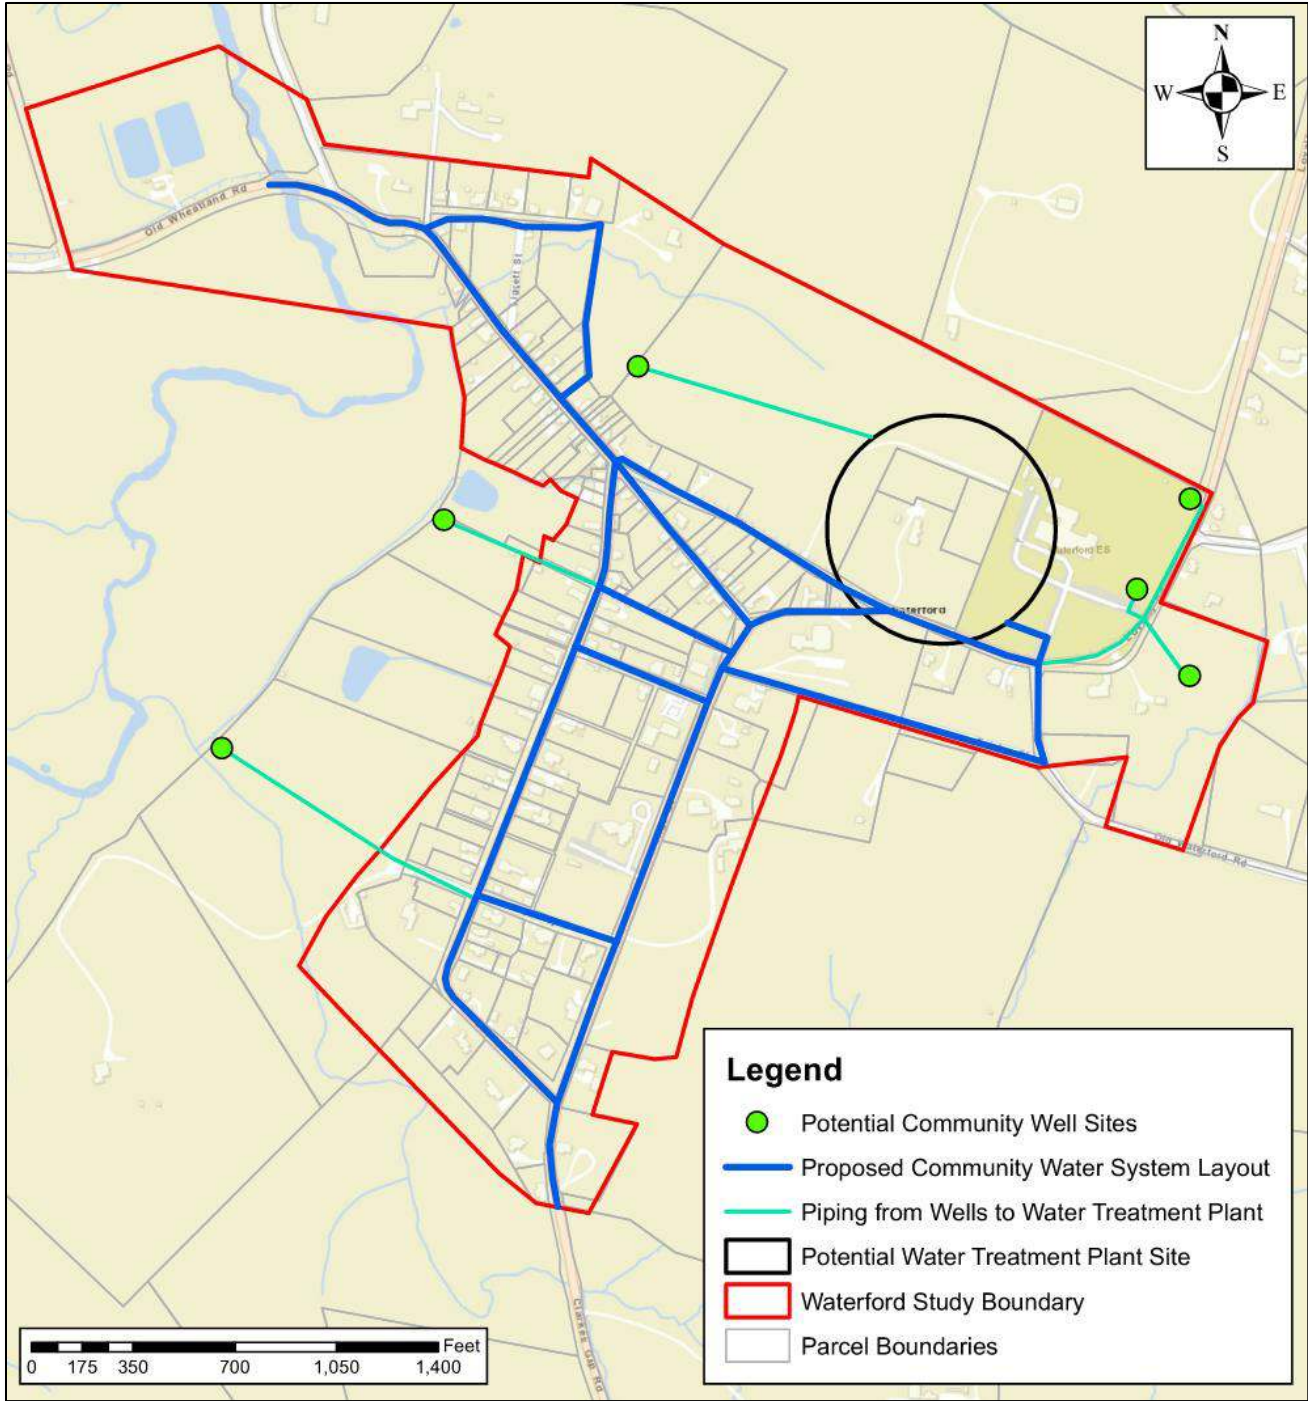 N
W E
S
Rd
Old Wheatland Rd
Waterford ES
Waterford
Old Waterford Rd
Clarkes Gap Rd
Legend
Potential Community Well Sites
Proposed Community Water System Layout
Piping from Wells to Water Treatment Plant
Potential Water Treatment Plant Site
Waterford Study Boundary
Parcel Boundaries
Feet
0 175 350 700 1,050 1,400